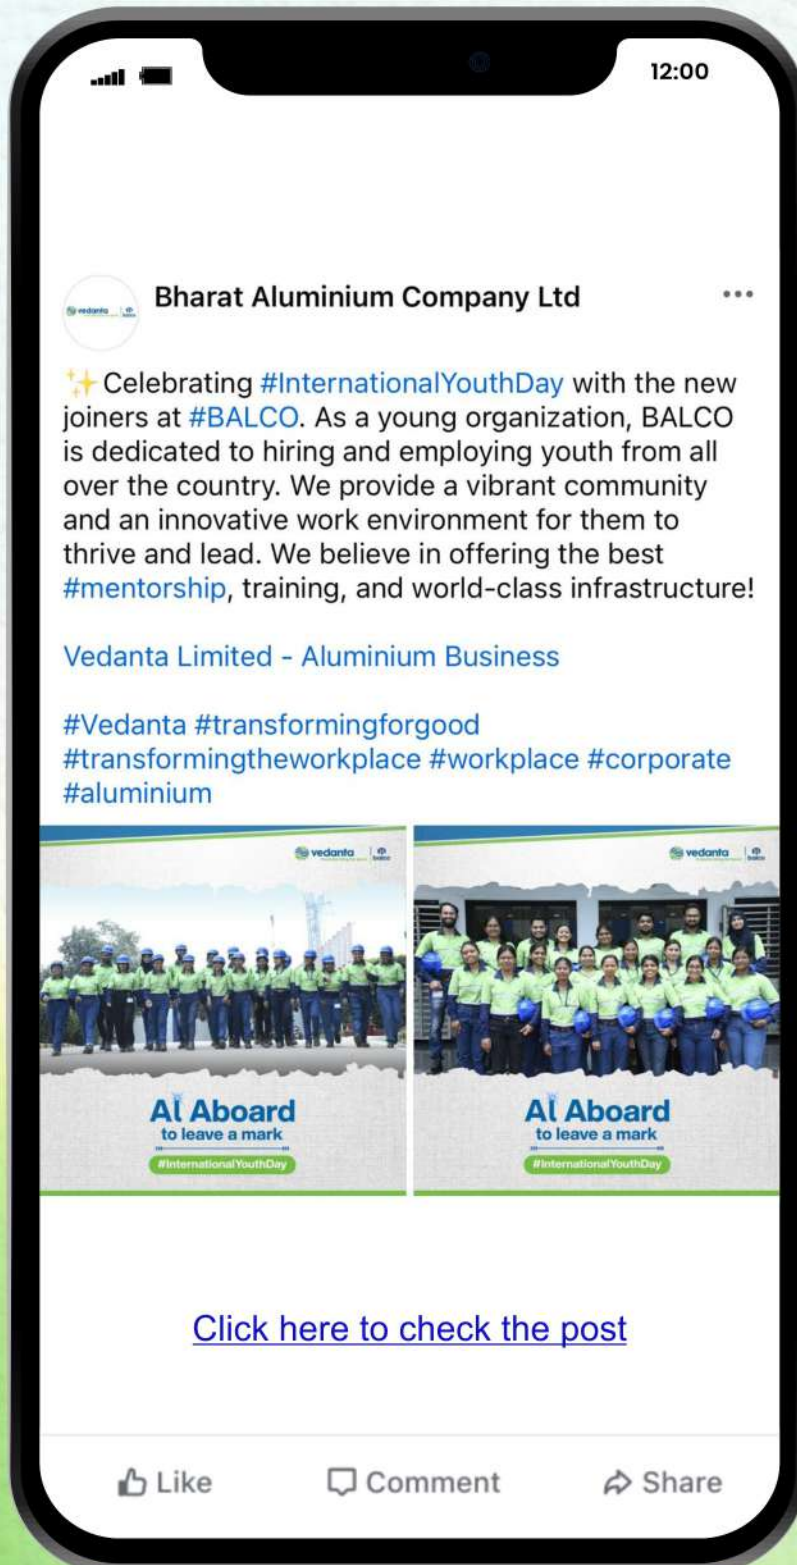 12:00
vedanta
Bharat Aluminium Company Ltd
✨Celebrating #InternationalYouthDay with the new
joiners at #BALCO. As a young organization, BALCO
is dedicated to hiring and employing youth from all
over the country. We provide a vibrant community
and an innovative work environment for them to
thrive and lead. We believe in offering the best
#mentorship, training, and world-class infrastructure!
Vedanta Limited - Aluminium Business
#Vedanta #transformingforgood
#transformingtheworkplace #workplace #corporate
#aluminium
vedanta balco
Al Aboard
to leave a mark
#InternationalYouthDay
vedanta balco
Al Aboard
to leave a mark
#InternationalYouthDay
Click here to check the post
Like Comment Share